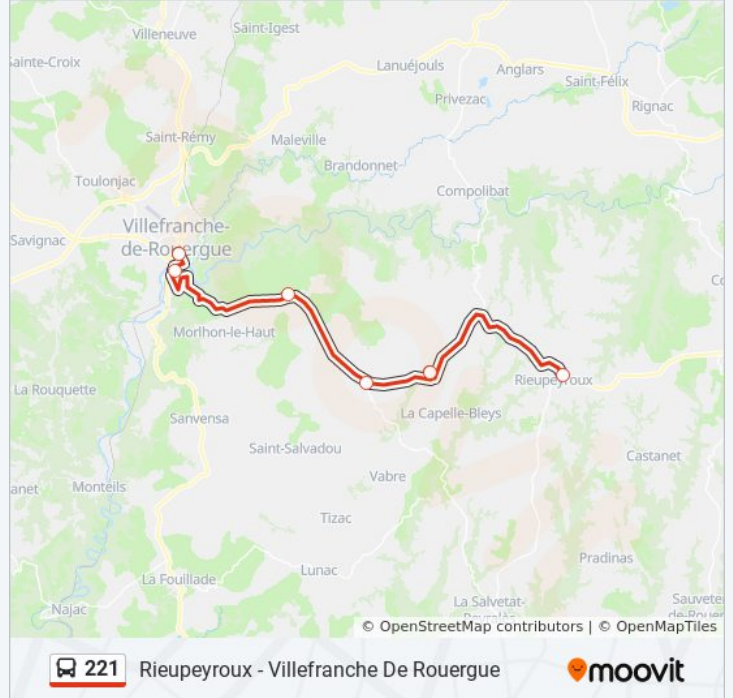 Villeneuve
Saint-Igest
Lanuéjouls
Anglars
Saint-Félix
Privezac
Rignac
Saint-Rémy
Maleville
Brandonnet
Toulonjac
Compolibat
Villefranche-
de-Rouergue
Savignac
Morlhon-le-Haut
Rieupeyroux
La Rouquette
La Capelle-Bleys
Sanvensa
Saint-Salvadou
Castanet
Vabre
Monteils
Tizac
Lunac
Pradinas
La Fouillade
La Salvetat-
Najac
© OpenStreetMap contributors | © OpenMapTiles
221 Rieupeyroux - Villefranche De Rouergue
moovit